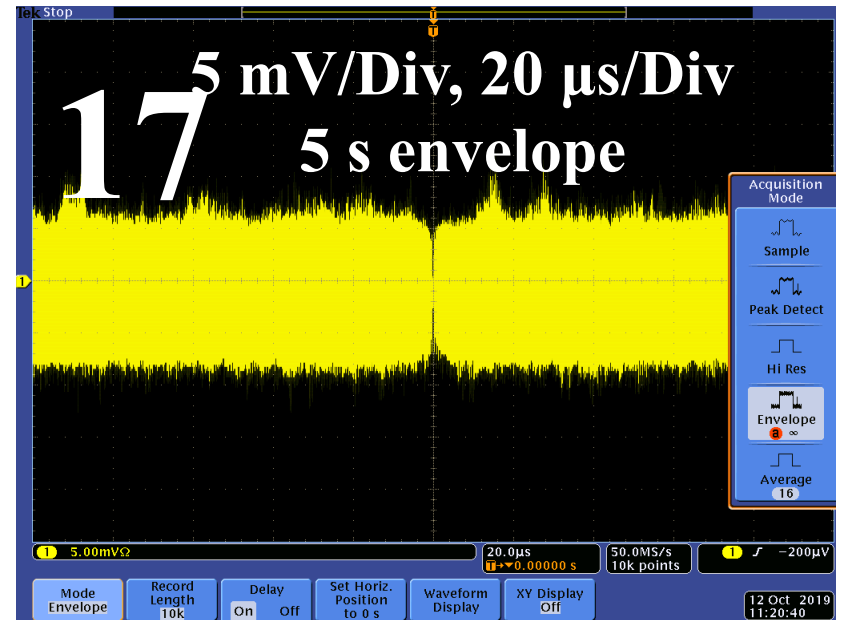 Tek Stop
T
T
5 mV/Div, 20 µs/Div
17
5 s envelope
Acquisition
Mode
Sample
Peak Detect
Hi Res
Envelope
a ∞
Average
16
1
1 5.00mVΩ
20.0µs
T→▼0.00000 s
50.0MS/s
10k points
1 ∫ −200µV
Mode
Envelope
Record
Length
10k
Delay
On Off
Set Horiz.
Position
to 0 s
Waveform
Display
XY Display
Off
12 Oct 2019
11:20:40